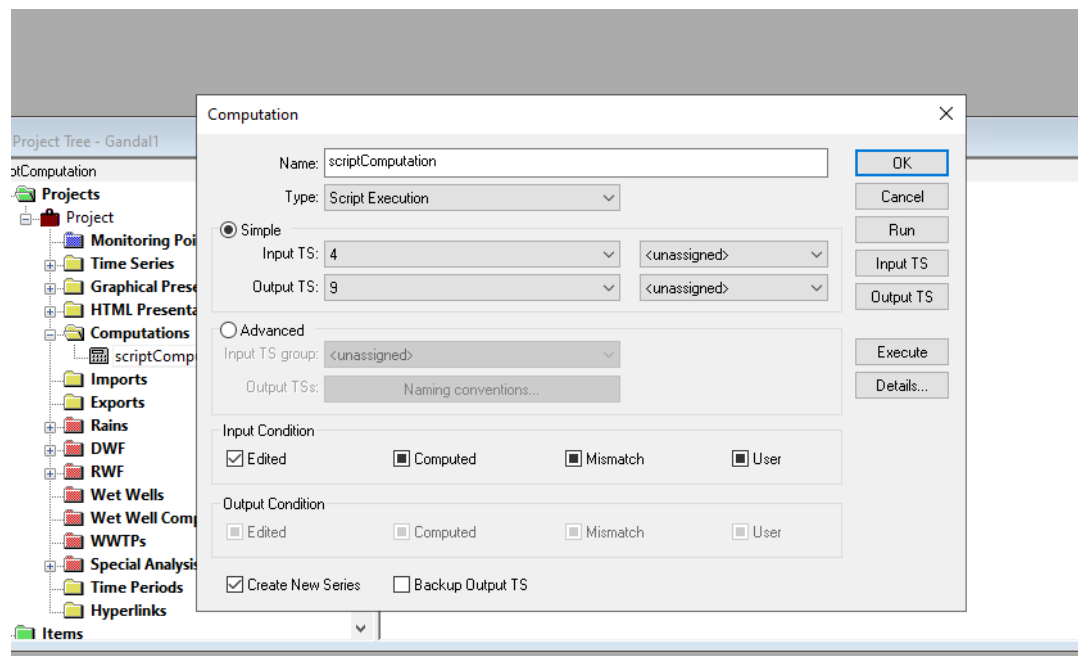 Project Tree - Gandal1
ptComputation
Projects
Project
Monitoring Poi
Time Series
Graphical Prese
HTML Presenta
Computations
scriptCompu
Imports
Exports
Rains
DWF
RWF
Wet Wells
Wet Well Comp
WWTPs
Special Analysis
Time Periods
Hyperlinks
Items
Computation
Name: scriptComputation
Type: Script Execution
Simple
Input TS: 4 <unassigned>
Output TS: 9 <unassigned>
Advanced
Input TS group: <unassigned>
Output TSs: Naming conventions...
Input Condition
Edited Computed Mismatch User
Output Condition
Edited Computed Mismatch User
Create New Series Backup Output TS
OK
Cancel
Run
Input TS
Output TS
Execute
Details...